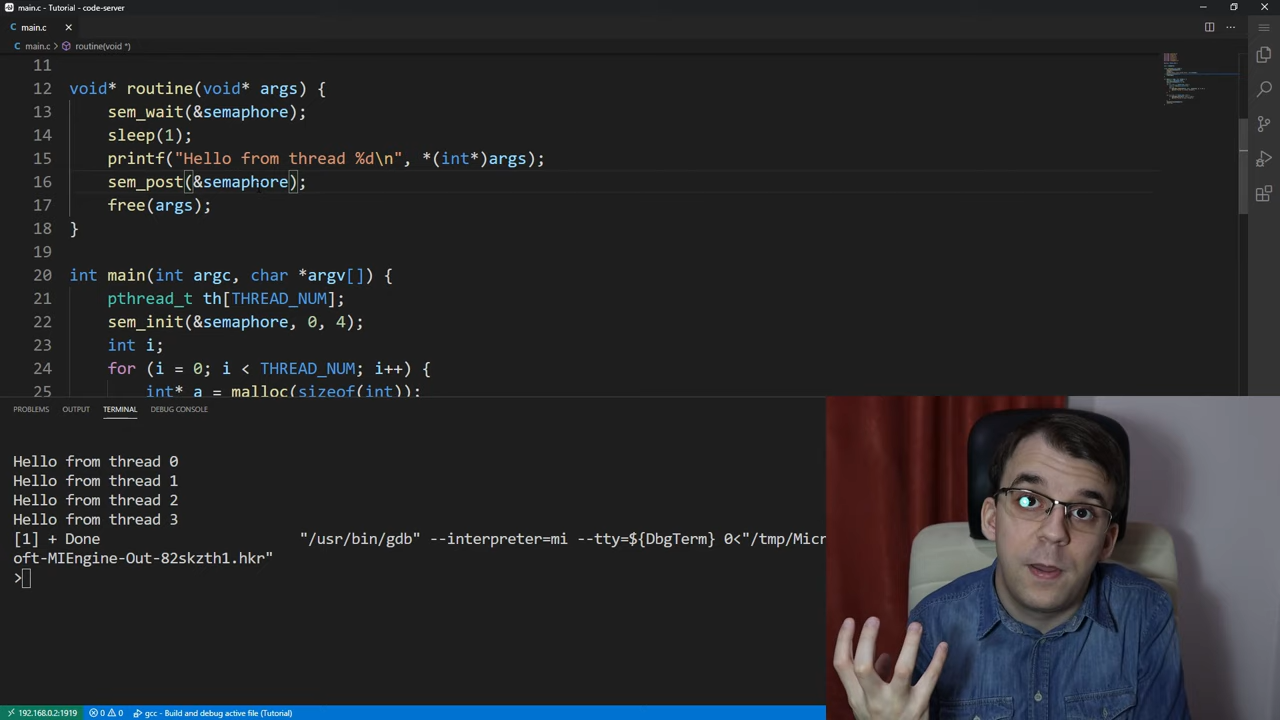 main.c - Tutorial - code-server
C main.c ×
C main.c > routine(void *)
11
12 void* routine(void* args) {
13 sem_wait(&semaphore);
14 sleep(1);
15 printf("Hello from thread %d\n", *(int*)args);
16 sem_post(&semaphore);
17 free(args);
18 }
19
20 int main(int argc, char *argv[]) {
21 pthread_t th[THREAD_NUM];
22 sem_init(&semaphore, 0, 4);
23 int i;
24 for (i = 0; i < THREAD_NUM; i++) {
25 int* a = malloc(sizeof(int));
PROBLEMS OUTPUT TERMINAL DEBUG CONSOLE
Hello from thread 0
Hello from thread 1
Hello from thread 2
Hello from thread 3
[1] + Done "/usr/bin/gdb" --interpreter=mi --tty=${DbgTerm} 0<"/tmp/Micr
oft-MIEngine-Out-82skzth1.hkr"
>
192.168.0.2:1919 0 0 gcc - Build and debug active file (Tutorial)